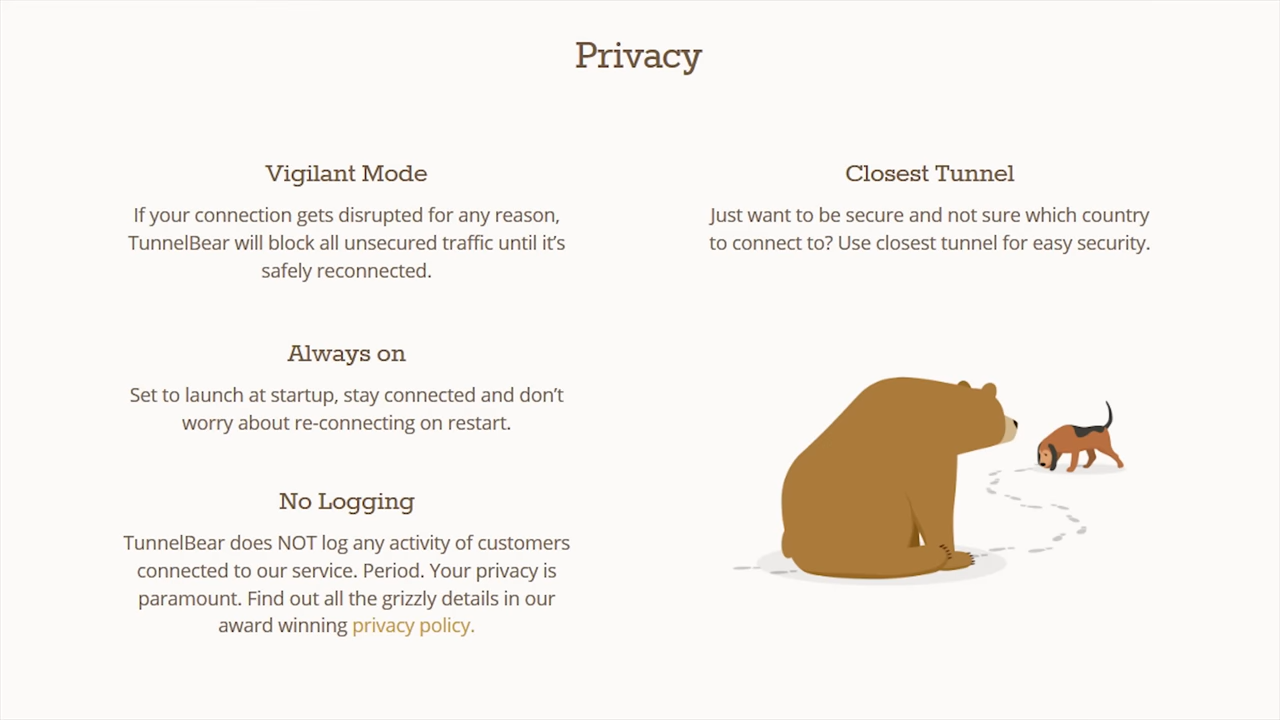 Privacy
Vigilant Mode
If your connection gets disrupted for any reason,
TunnelBear will block all unsecured traffic until it's
safely reconnected.
Always on
Set to launch at startup, stay connected and don't
worry about re-connecting on restart.
No Logging
TunnelBear does NOT log any activity of customers
connected to our service. Period. Your privacy is
paramount. Find out all the grizzly details in our
award winning privacy policy.
Closest Tunnel
Just want to be secure and not sure which country
to connect to? Use closest tunnel for easy security.